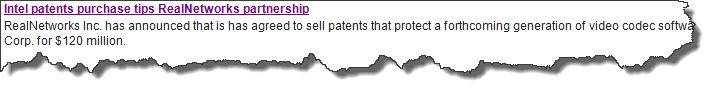 Intel patents purchase tips RealNetworks partnership
RealNetworks Inc. has announced that is has agreed to sell patents that protect a forthcoming generation of video codec
Corp. for $120 million.